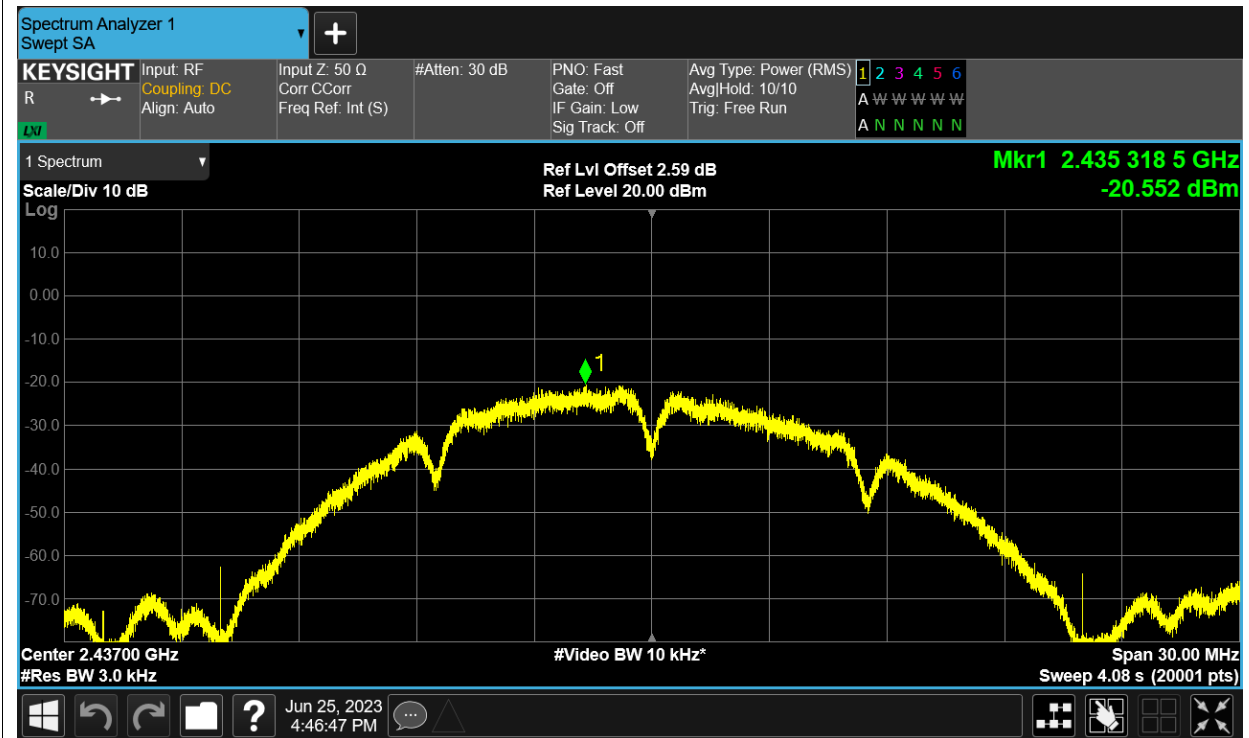 Spectrum Analyzer 1
Swept SA
KEYSIGHT
R
LXI
Input: RF
Coupling: DC
Align: Auto
Input Z: 50 Ω
Corr CCorr
Freq Ref: Int (S)
#Atten: 30 dB
PNO: Fast
Gate: Off
IF Gain: Low
Sig Track: Off
Avg Type: Power (RMS)
Avg|Hold: 10/10
Trig: Free Run
1 2 3 4 5 6
A W W W W W
A N N N N N
1 Spectrum
Scale/Div 10 dB
Log
Ref Lvl Offset 2.59 dB
Ref Level 20.00 dBm
Mkr1 2.435 318 5 GHz
-20.552 dBm
10.0
0.00
-10.0
1
-20.0
-30.0
-40.0
-50.0
-60.0
-70.0
Center 2.43700 GHz
#Res BW 3.0 kHz
#Video BW 10 kHz*
Span 30.00 MHz
Sweep 4.08 s (20001 pts)
?
Jun 25, 2023
4:46:47 PM